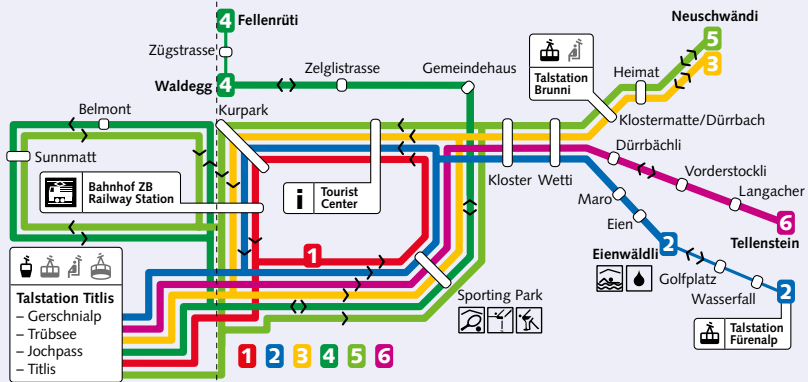 4 Fellenrüti
Zügstrasse
Waldegg 4
Zelglistrasse
Gemeindehaus
Neuschwändi
5
3
Heimat
Talstation
Brunni
Klostermatte/Dürrbach
Belmont
Kurpark
Sunnmatt
Bahnhof ZB
Railway Station
i Tourist
Center
Kloster
Wetti
Dürrbächli
Vorderstockli
Langacher
6
Tellenstein
Maro
Eien
Eienwäldli
2
Golfplatz
Wasserfall
2
Talstation
Fürenalp
1
Talstation Titlis
– Gerschnialp
– Trübsee
– Jochpass
– Titlis
Sporting Park
1 2 3 4 5 6